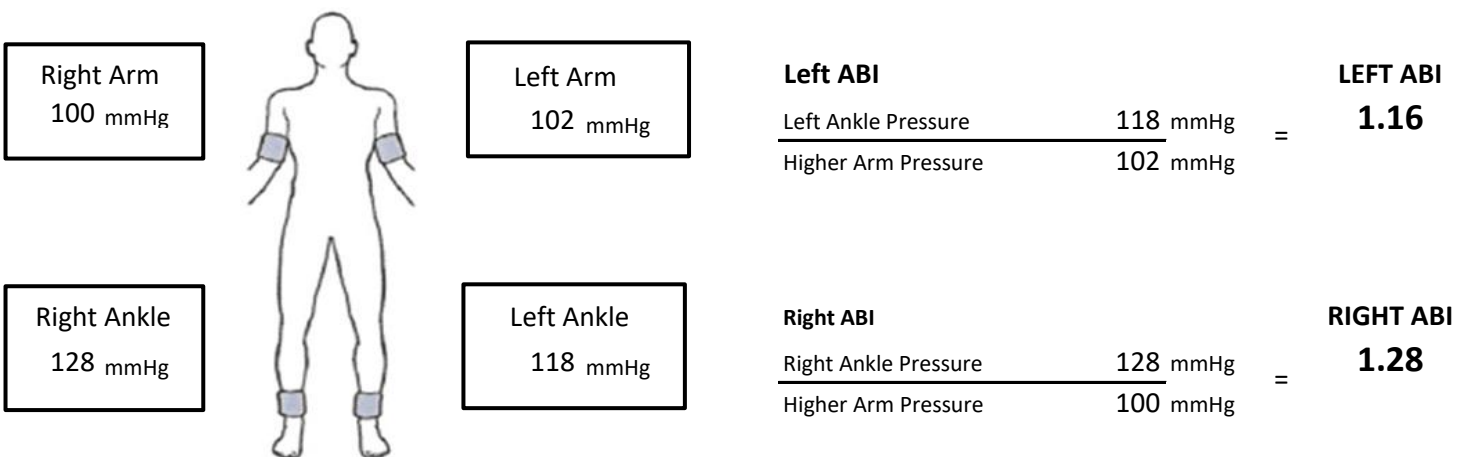 Right Arm
100 mmHg
Left Arm
102 mmHg
Right Ankle
128 mmHg
Left Ankle
118 mmHg
Left ABI
Left Ankle Pressure 118 mmHg
=
Higher Arm Pressure 102 mmHg
LEFT ABI
1.16
Right ABI
Right Ankle Pressure 128 mmHg
=
Higher Arm Pressure 100 mmHg
RIGHT ABI
1.28